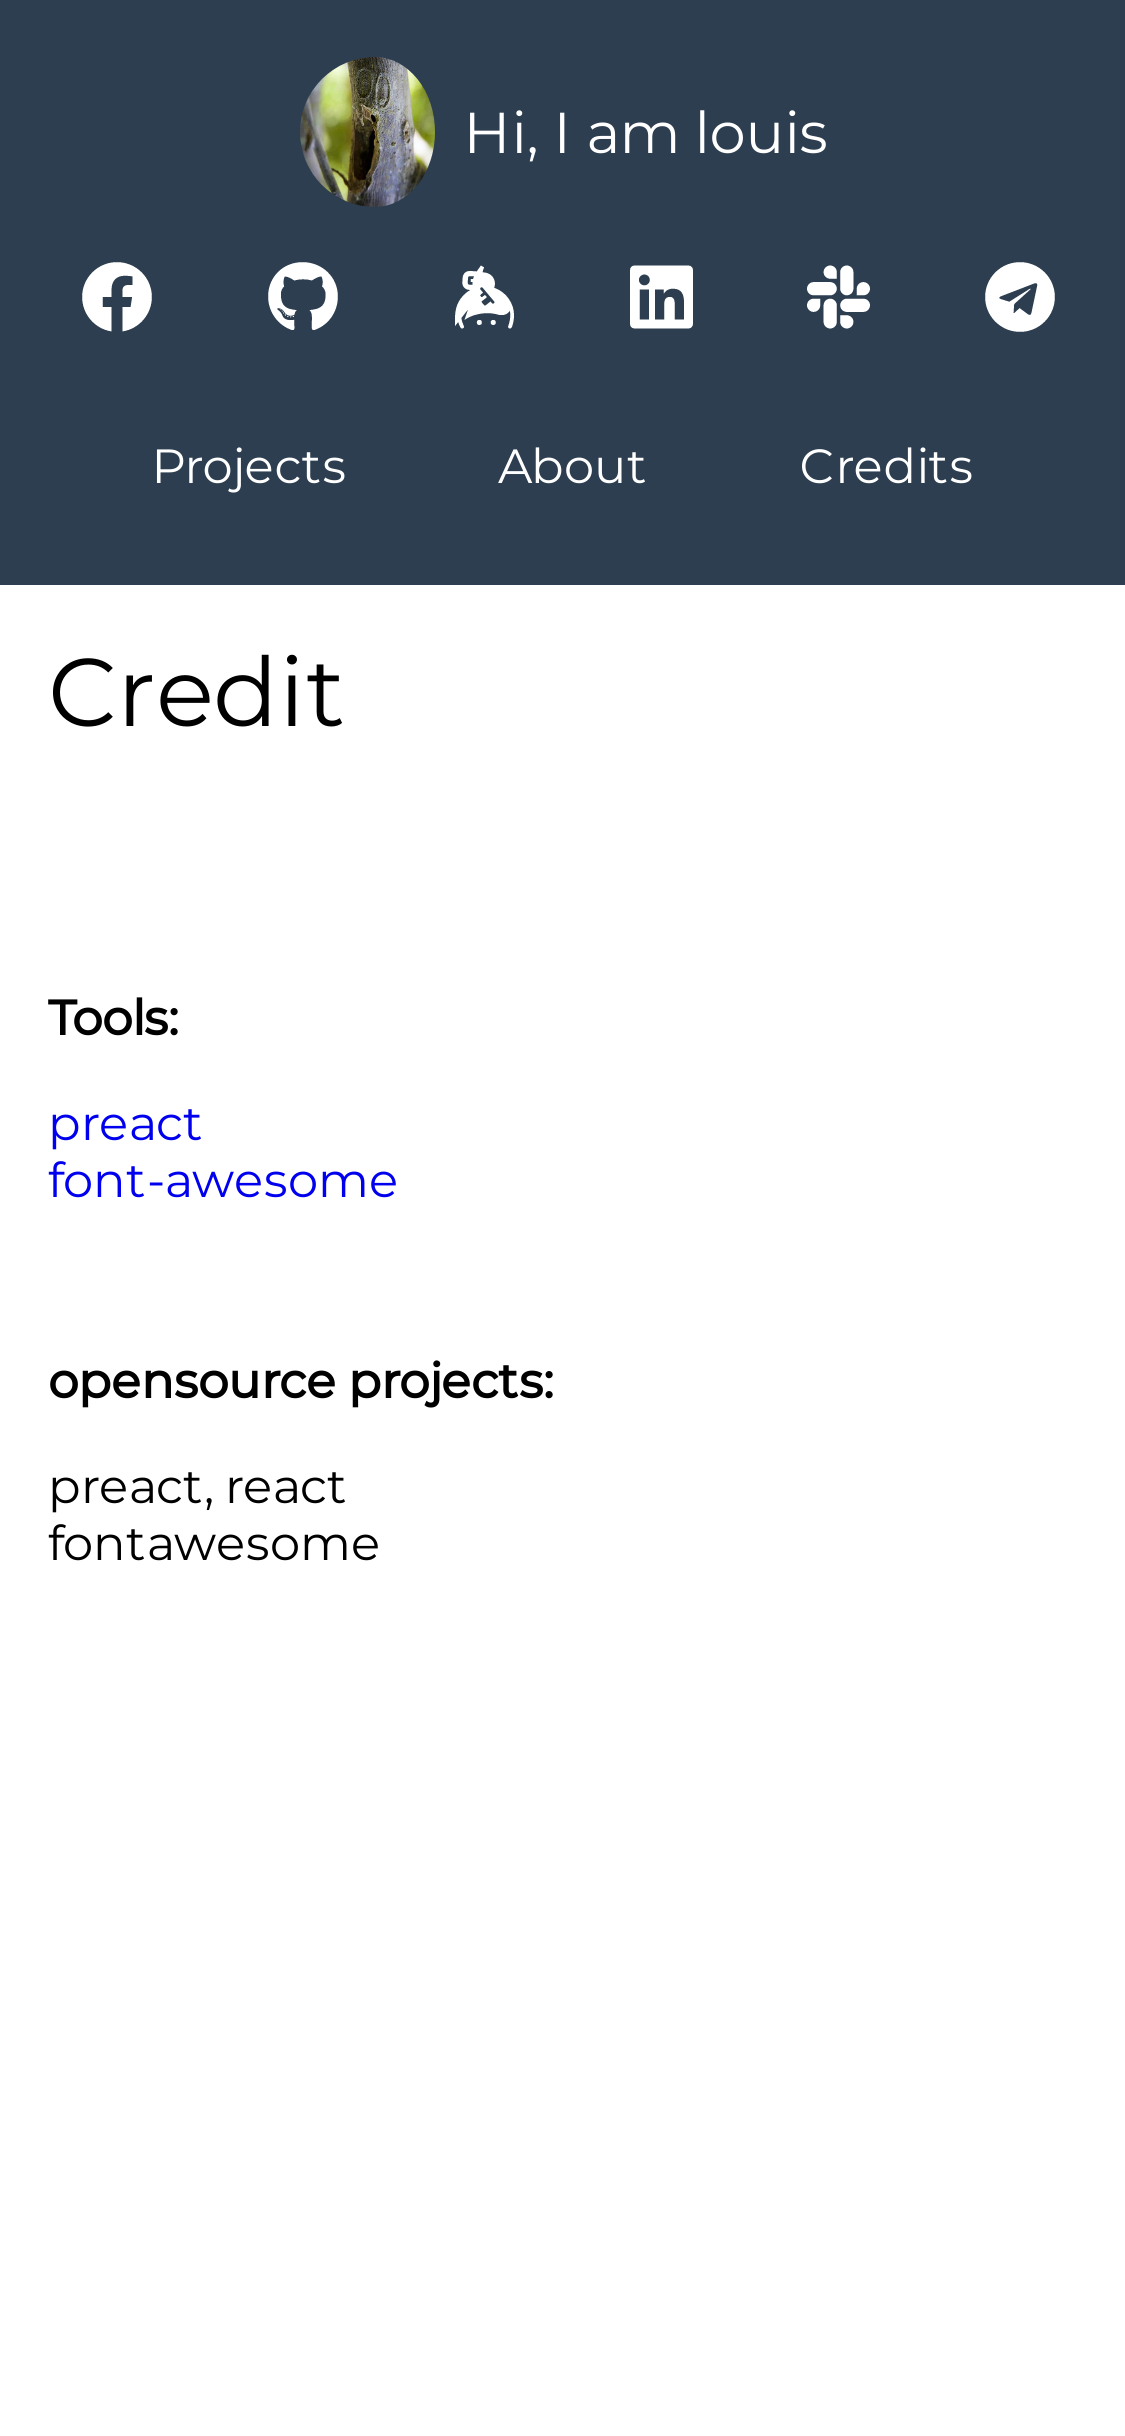 Hi, I am louis
Projects About Credits
Credit
Tools:
preact
font-awesome
opensource projects:
preact, react
fontawesome